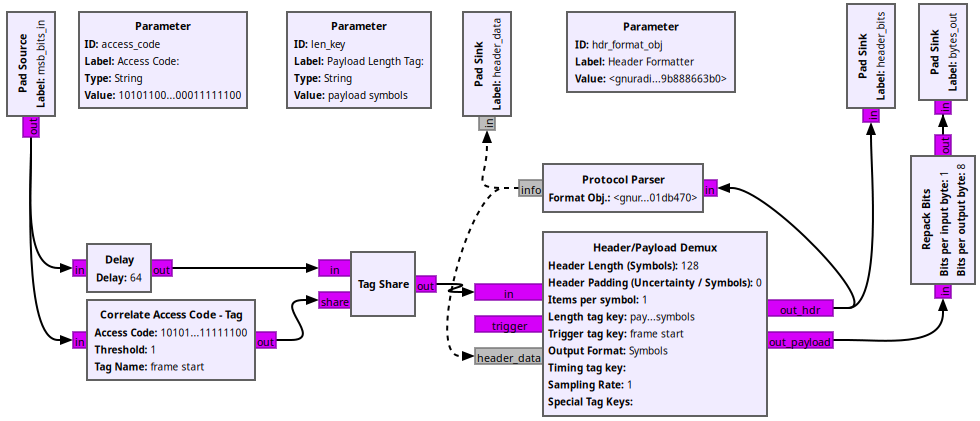 Pad Source
Label: msb_bits_in
out
Parameter
ID: access_code
Label: Access Code:
Type: String
Value: 10101100...00011111100
Parameter
ID: len_key
Label: Payload Length Tag:
Type: String
Value: payload symbols
Pad Sink
Label: header_data
in
Parameter
ID: hdr_format_obj
Label: Header Formatter
Value: <gnuradi...9b888663b0>
Pad Sink
Label: header_bits
in
Pad Sink
Label: bytes_out
in
info
Protocol Parser
Format Obj.: <gnur...01db470>
in
out
Repack Bits
Bits per input byte: 1
Bits per output byte: 8
in
in
Delay
Delay: 64
out
in
share
Tag Share
out
in
Correlate Access Code - Tag
Access Code: 10101...11111100
Threshold: 1
Tag Name: frame start
out
in
trigger
header_data
Header/Payload Demux
Header Length (Symbols): 128
Header Padding (Uncertainty / Symbols): 0
Items per symbol: 1
Length tag key: pay...symbols
Trigger tag key: frame start
Output Format: Symbols
Timing tag key:
Sampling Rate: 1
Special Tag Keys:
out_hdr
out_payload